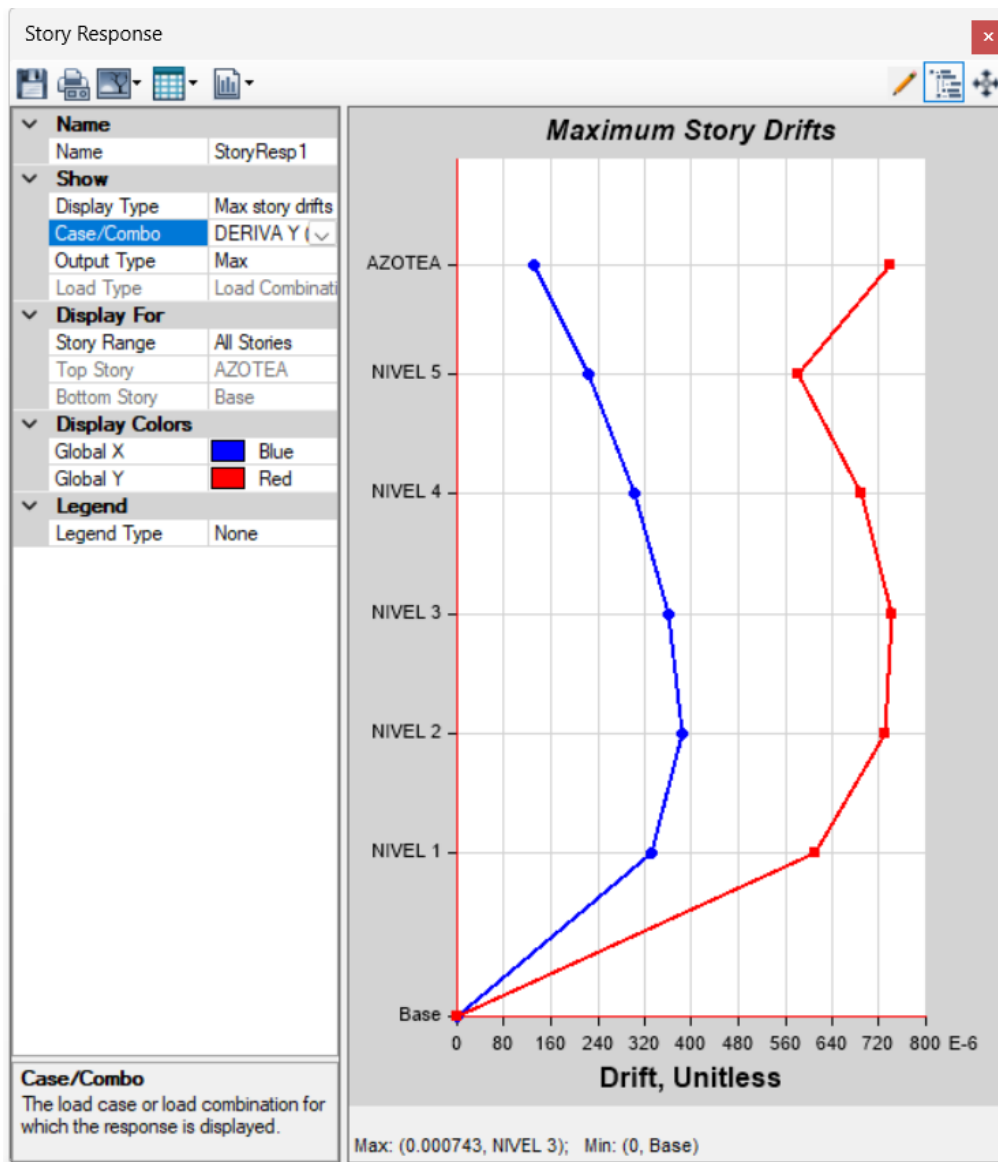 Story Response
Name
Name StoryResp1
Show
Display Type Max story drifts
Case/Combo DERIVA Y (
Output Type Max
Load Type Load Combinati
Display For
Story Range All Stories
Top Story AZOTEA
Bottom Story Base
Display Colors
Global X Blue
Global Y Red
Legend
Legend Type None
Case/Combo
The load case or load combination for
which the response is displayed.
Maximum Story Drifts
AZOTEA
NIVEL 5
NIVEL 4
NIVEL 3
NIVEL 2
NIVEL 1
Base
0 80 160 240 320 400 480 560 640 720 800 E-6
Drift, Unitless
Max: (0.000743, NIVEL 3); Min: (0, Base)